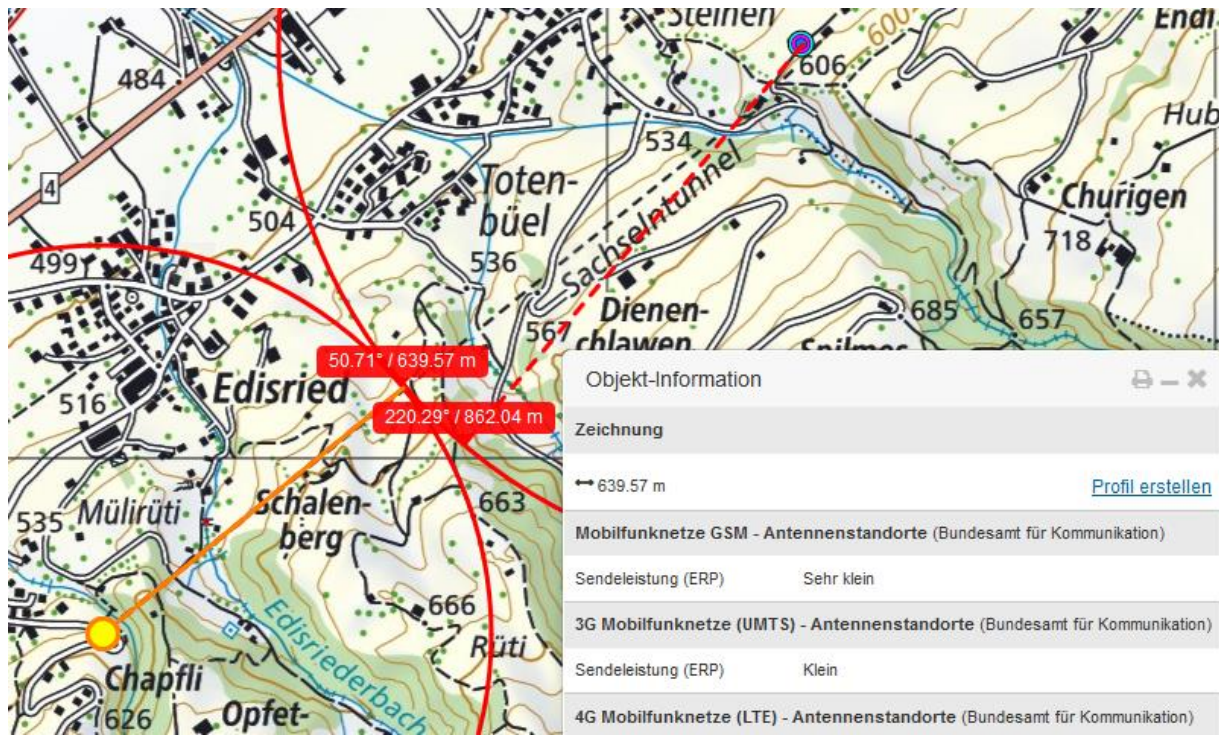 Steinen
600
Endi
484
606
Hub
534
4
Toten-
büel
Sachselntunnel
Churigen
504
718
499
536
Dienen-
chlawen
685
567
657
50.71° / 639.57 m
Objekt-Information
Edisried
516
220.29° / 862.04 m
Zeichnung
639.57 m
Profil erstellen
Schalen-
berg
663
535
Mülirüti
Mobilfunknetze GSM - Antennenstandorte (Bundesamt für Kommunikation)
Sendeleistung (ERP) Sehr klein
666
Edisriederbach
3G Mobilfunknetze (UMTS) - Antennenstandorte (Bundesamt für Kommunikation)
Rüti
Sendeleistung (ERP) Klein
Chapfli
626
Opfet-
4G Mobilfunknetze (LTE) - Antennenstandorte (Bundesamt für Kommunikation)